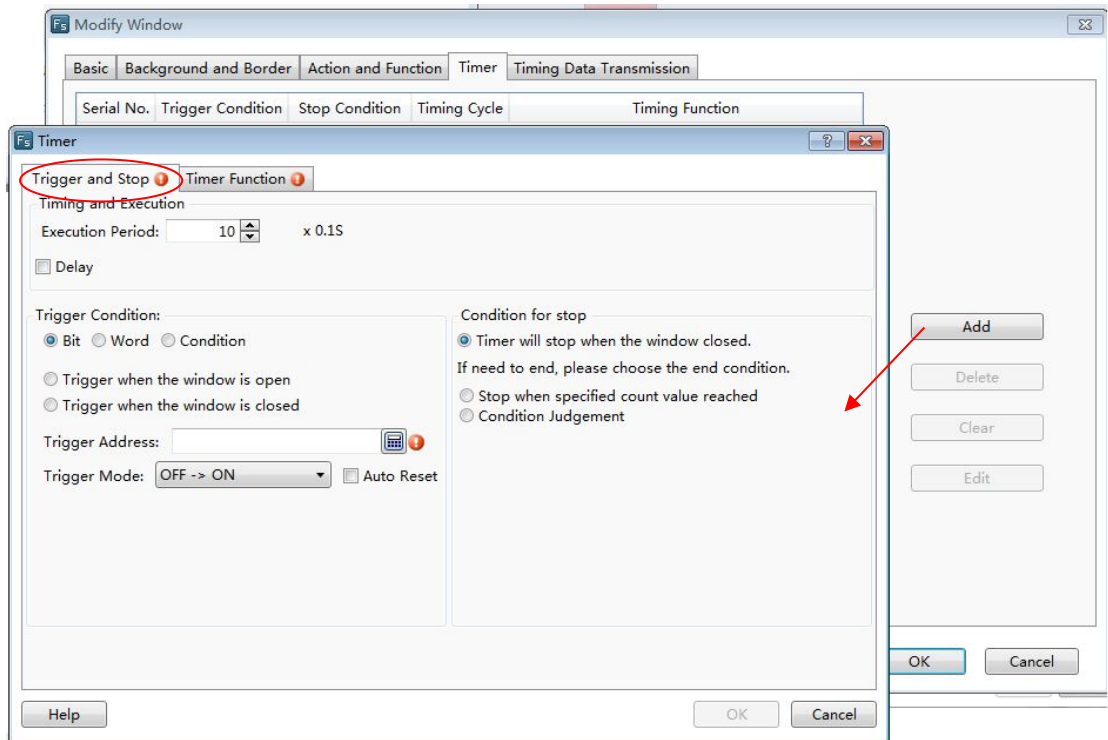 Fs Modify Window
Basic Background and Border Action and Function Timer Timing Data Transmission
Serial No. Trigger Condition Stop Condition Timing Cycle Timing Function
Fs Timer
Trigger and Stop Timer Function
Timing and Execution
Execution Period: 10 x 0.1S
Delay
Trigger Condition:
Bit Word Condition
Trigger when the window is open
Trigger when the window is closed
Trigger Address:
Trigger Mode: OFF -> ON Auto Reset
Condition for stop
Timer will stop when the window closed.
If need to end, please choose the end condition.
Stop when specified count value reached
Condition Judgement
Help OK Cancel
Add
Delete
Clear
Edit
OK Cancel